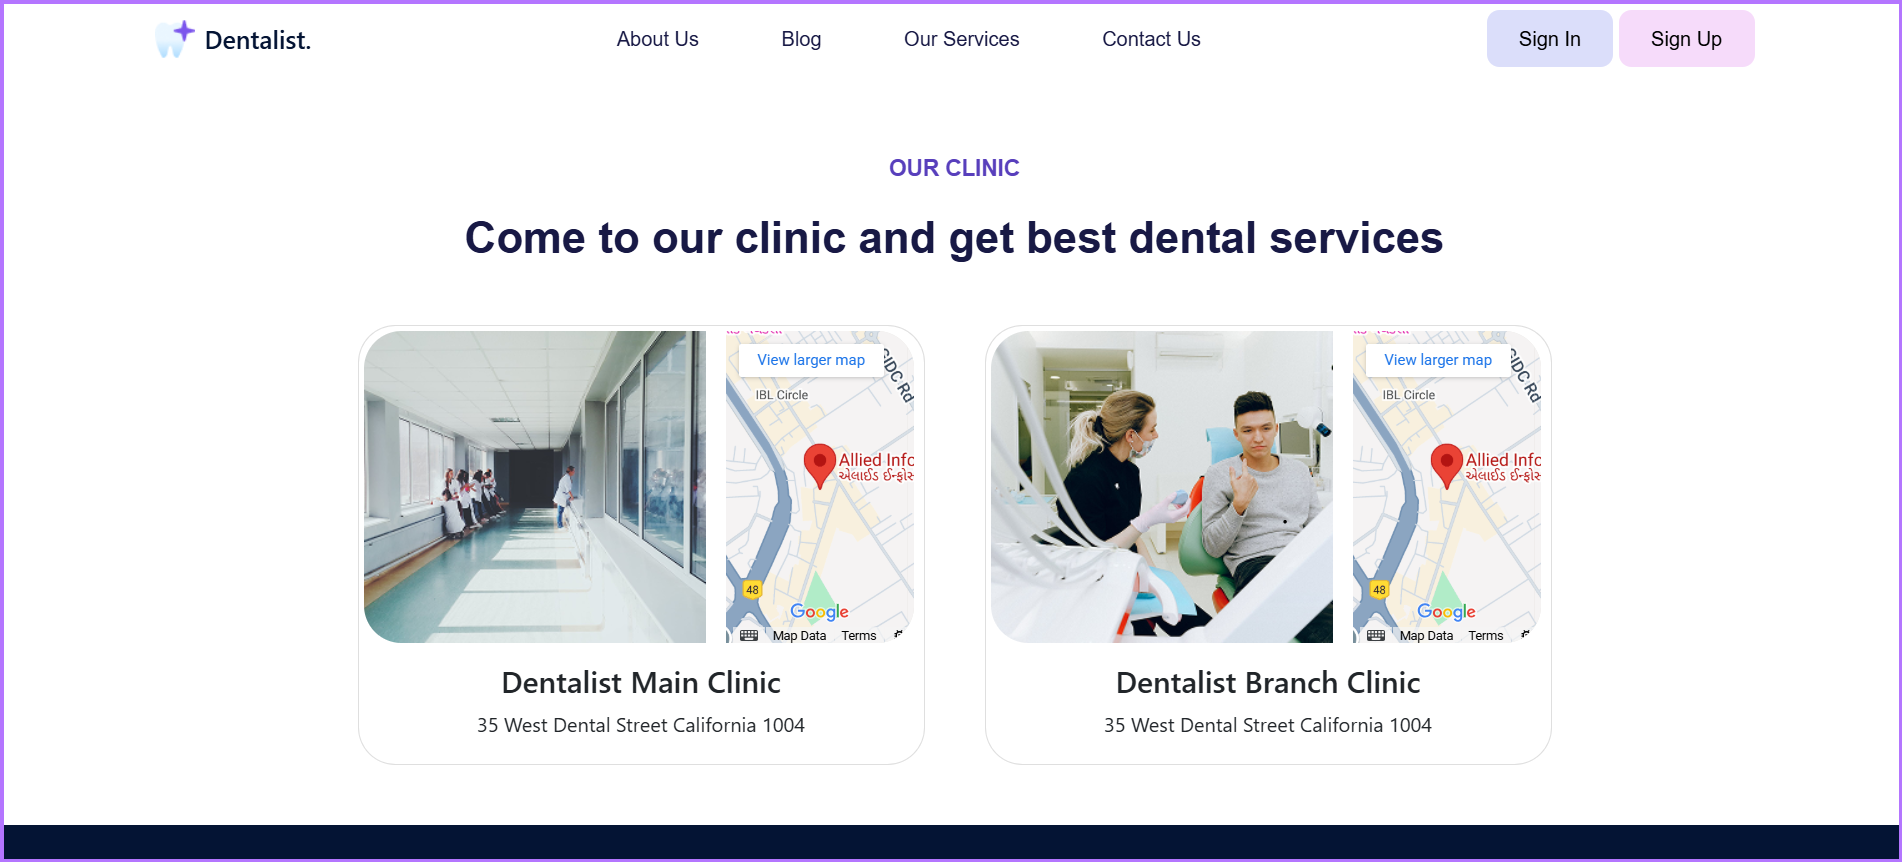 Dentalist.
About Us
Blog
Our Services
Contact Us
Sign In
Sign Up
OUR CLINIC
Come to our clinic and get best dental services
View larger map
GIDC Rd
IBL Circle
Allied Info
એલાઈડ ઈન્ફોસ
48
Google
Map Data
Terms
Dentalist Main Clinic
35 West Dental Street California 1004
View larger map
GIDC Rd
IBL Circle
Allied Info
એલાઈડ ઈન્ફોસ
48
Google
Map Data
Terms
Dentalist Branch Clinic
35 West Dental Street California 1004